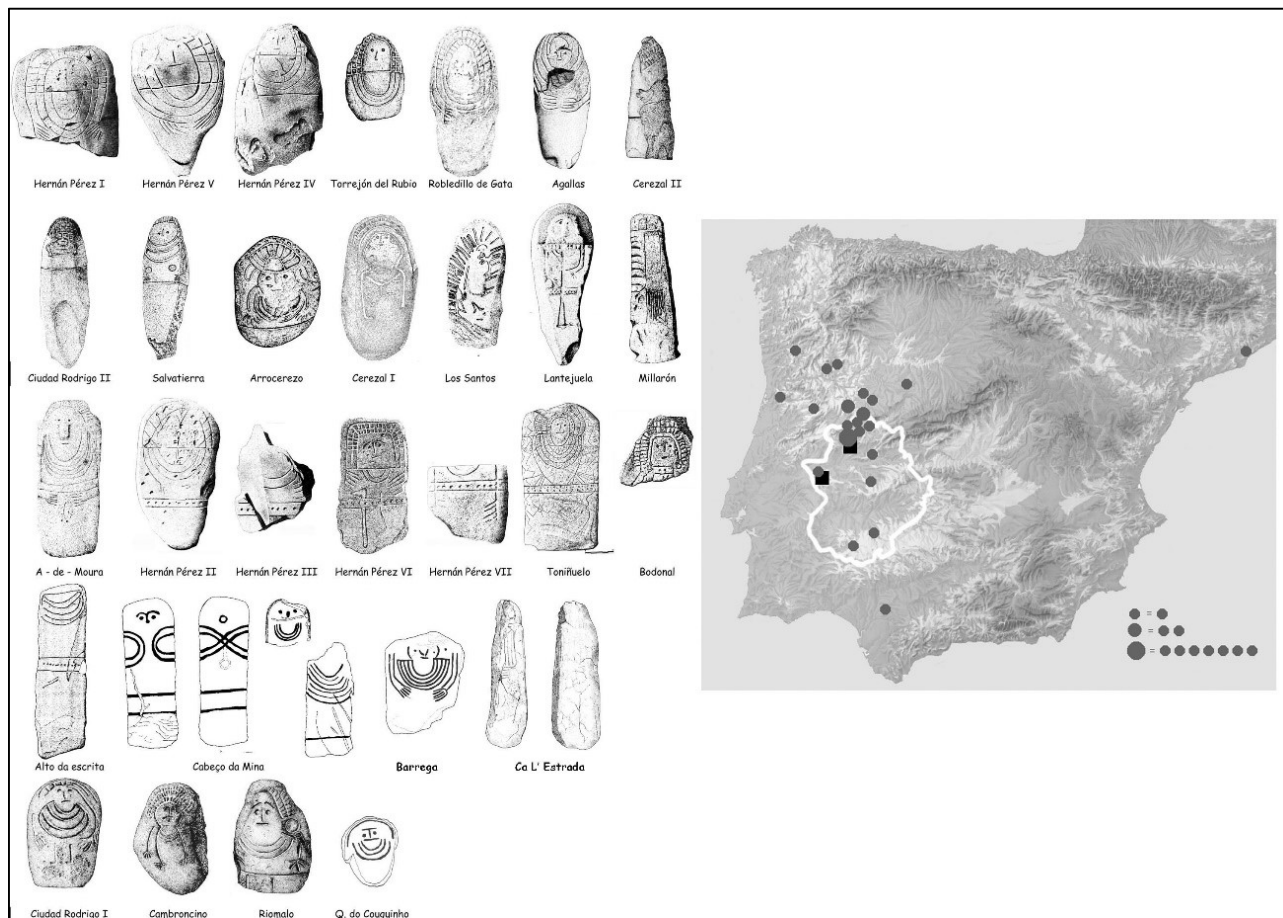 Hernán Pérez I Hernán Pérez V Hernán Pérez IV Torrejón del Rubio Robledillo de Gata Agallas Cerezal II
Ciudad Rodrigo II Salvatierra Arrocerezo Cerezal I Los Santos Lantejuela Millarón
A - de - Moura Hernán Pérez II Hernán Pérez III Hernán Pérez VI Hernán Pérez VII Toniñuelo Bodonal
Alto da escrita Cabeço da Mina Barrega Ca L' Estrada
Ciudad Rodrigo I Cambroncino Riomalo Q. do Couquinho
=
=
=